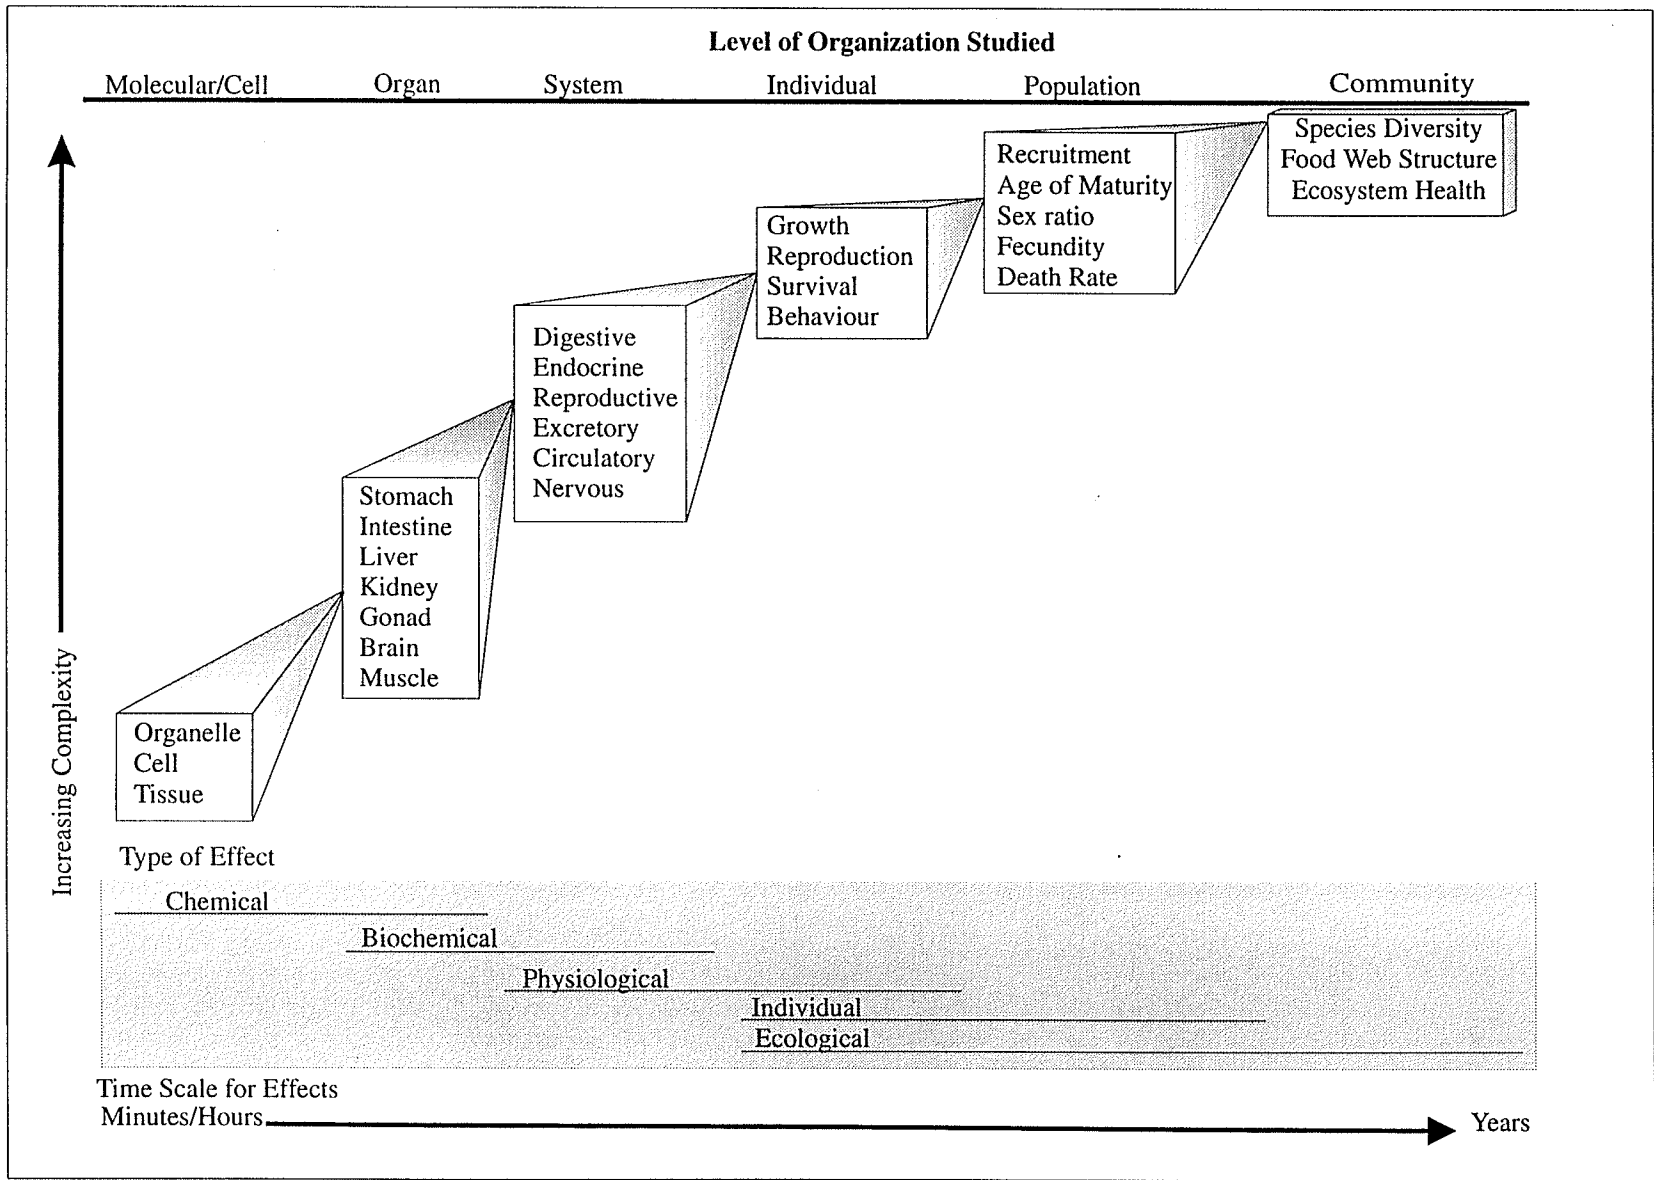 Level of Organization Studied
Molecular/Cell Organ System Individual Population Community
Species Diversity
Food Web Structure
Ecosystem Health
Recruitment
Age of Maturity
Sex ratio
Fecundity
Death Rate
Growth
Reproduction
Survival
Behaviour
Digestive
Endocrine
Reproductive
Excretory
Circulatory
Nervous
Stomach
Intestine
Liver
Kidney
Gonad
Brain
Muscle
Organelle
Cell
Tissue
Increasing Complexity
Type of Effect
Chemical
Biochemical
Physiological
Individual
Ecological
Time Scale for Effects
Minutes/Hours Years